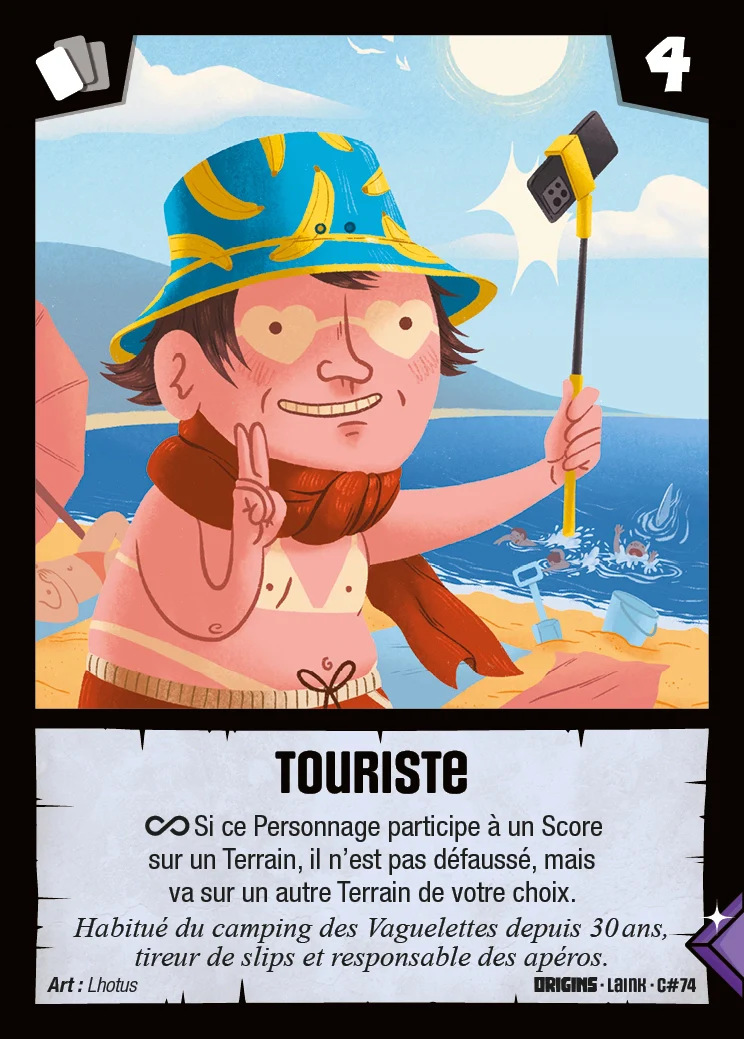 4
TOURISTE
∞ Si ce Personnage participe à un Score
sur un Terrain, il n'est pas défaussé, mais
va sur un autre Terrain de votre choix.
Habitué du camping des Vaguelettes depuis 30 ans,
tireur de slips et responsable des apéros.
Art : Lhotus
ORIGINS · LAINK · C#74